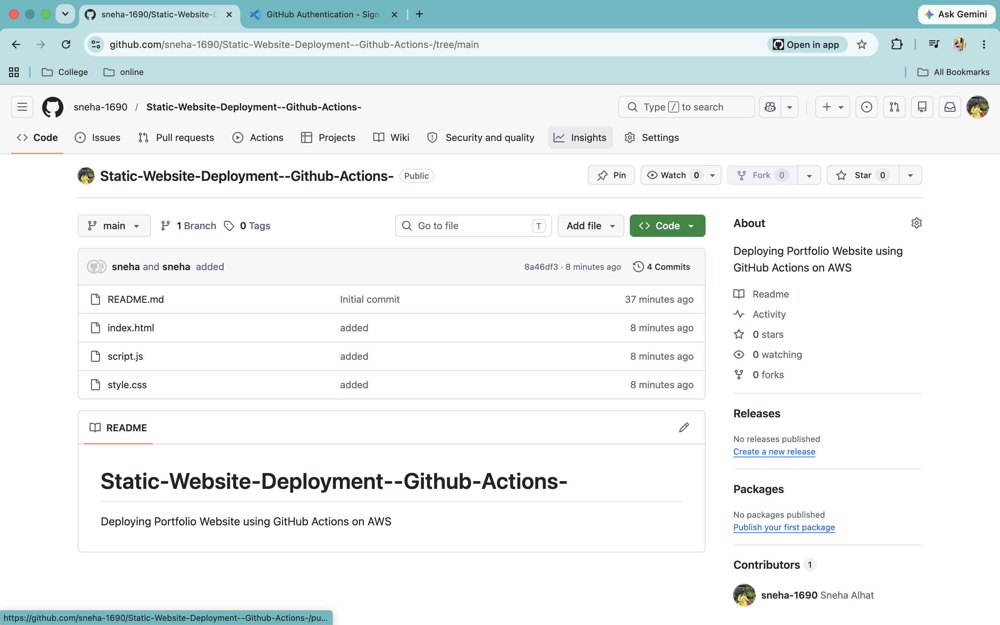 sneha-1690/Static-Website-D
GitHub Authentication - Sign
Ask Gemini
github.com/sneha-1690/Static-Website-Deployment--Github-Actions-/tree/main
Open in app
College
online
All Bookmarks
sneha-1690 / Static-Website-Deployment--Github-Actions-
Type / to search
Code
Issues
Pull requests
Actions
Projects
Wiki
Security and quality
Insights
Settings
Static-Website-Deployment--Github-Actions- Public
Pin
Watch 0
Fork 0
Star 0
main
1 Branch
0 Tags
Go to file T
Add file
Code
sneha and sneha added
8a46df3 · 8 minutes ago
4 Commits
README.md Initial commit 37 minutes ago
index.html added 8 minutes ago
script.js added 8 minutes ago
style.css added 8 minutes ago
README
Static-Website-Deployment--Github-Actions-
Deploying Portfolio Website using GitHub Actions on AWS
About
Deploying Portfolio Website using
GitHub Actions on AWS
Readme
Activity
0 stars
0 watching
0 forks
Releases
No releases published
Create a new release
Packages
No packages published
Publish your first package
Contributors 1
sneha-1690 Sneha Alhat
https://github.com/sneha-1690/Static-Website-Deployment--Github-Actions-/pu...